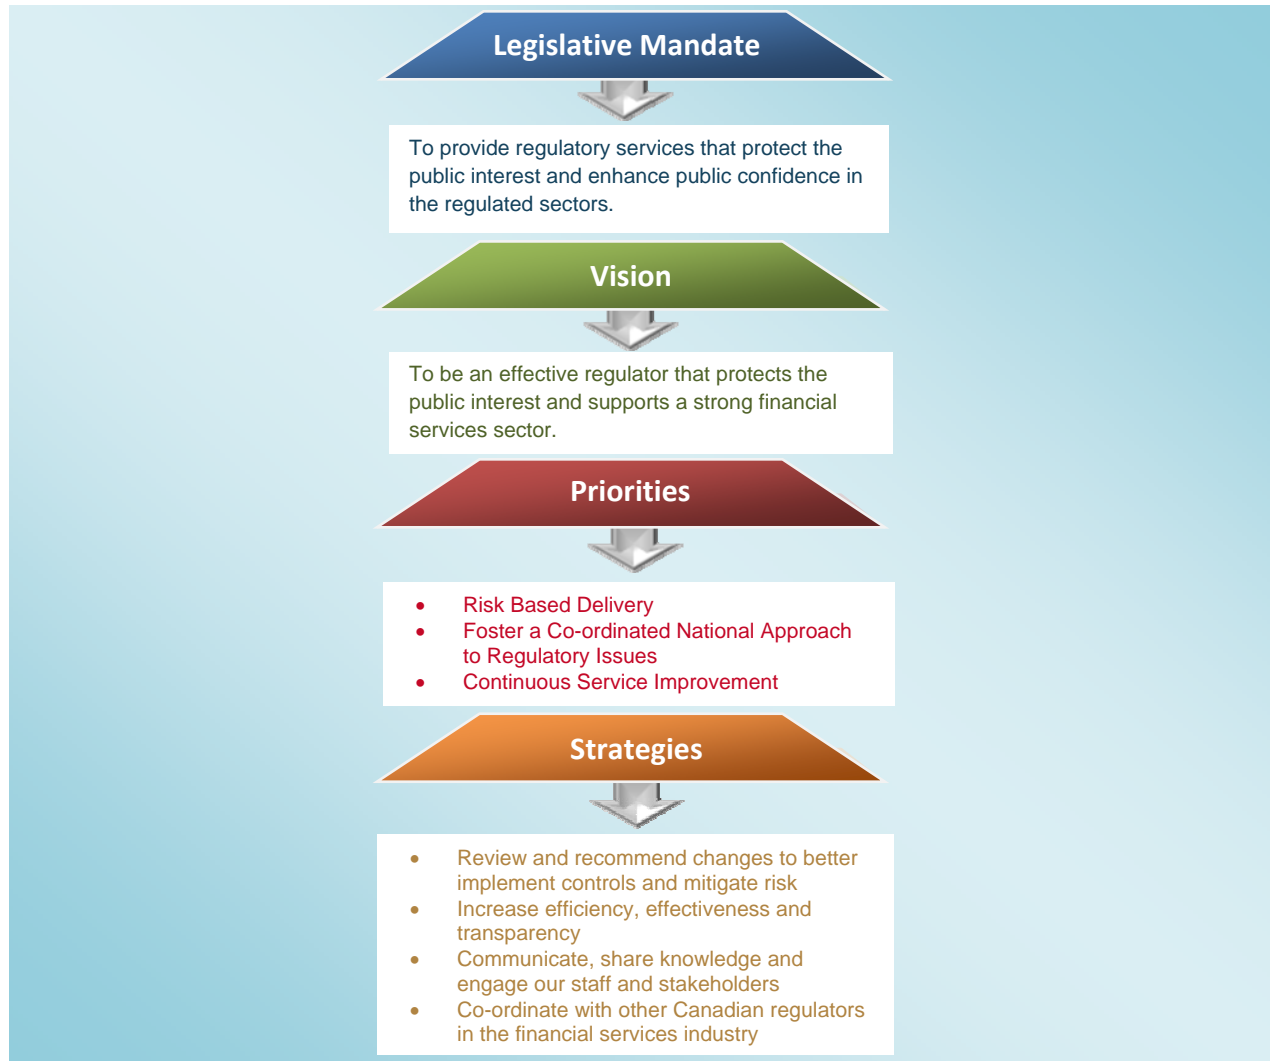 Legislative Mandate
To provide regulatory services that protect the
public interest and enhance public confidence in
the regulated sectors.
Vision
To be an effective regulator that protects the
public interest and supports a strong financial
services sector.
Priorities
• Risk Based Delivery
• Foster a Co-ordinated National Approach
to Regulatory Issues
• Continuous Service Improvement
Strategies
• Review and recommend changes to better
implement controls and mitigate risk
• Increase efficiency, effectiveness and
transparency
• Communicate, share knowledge and
engage our staff and stakeholders
• Co-ordinate with other Canadian regulators
in the financial services industry